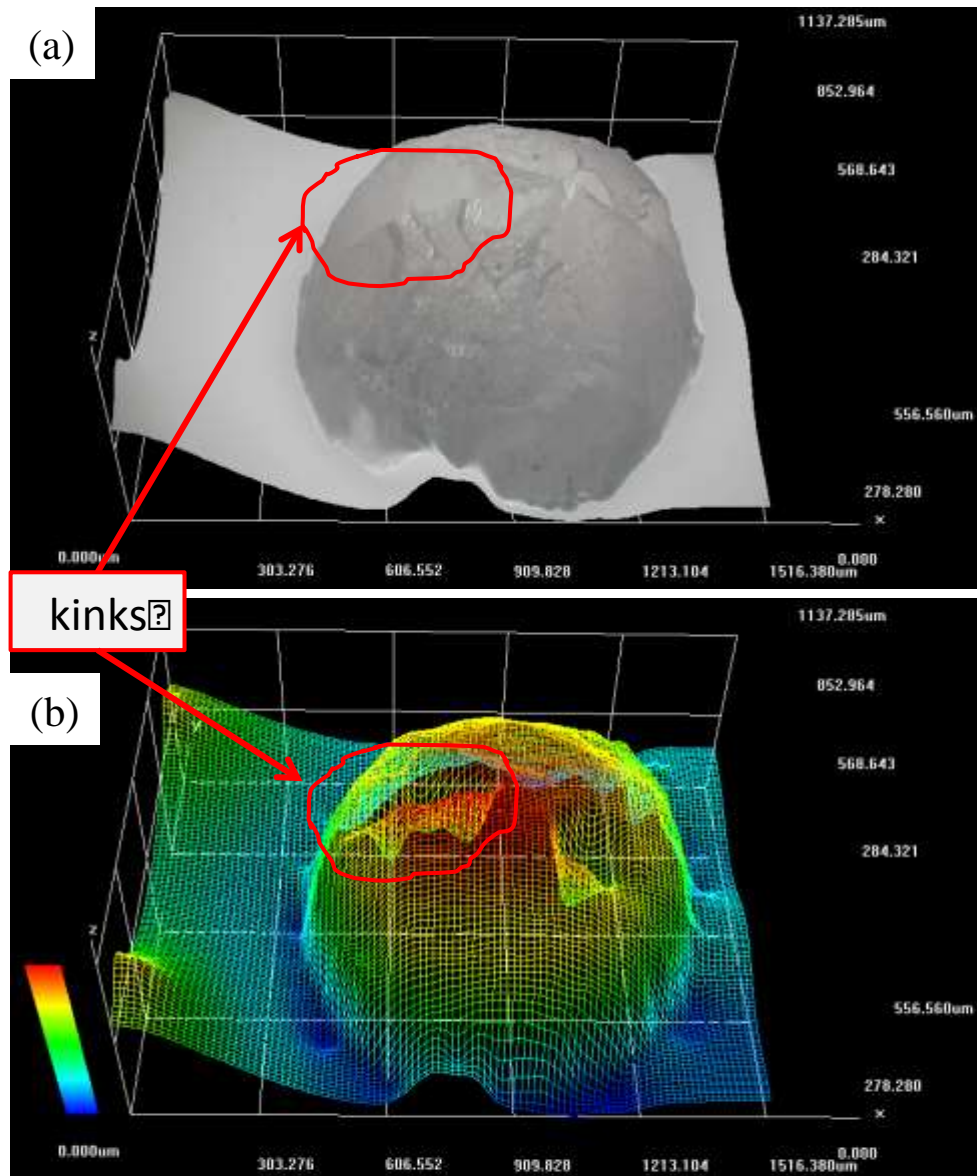 (a)
1137.285um
852.964
568.643
284.321
z
556.560um
278.280
x
0.000um
303.276
606.552
909.828
1213.104
1516.380um
0.000
kinks
(b)
1137.285um
852.964
568.643
284.321
z
556.560um
278.280
x
0.000um
303.276
606.552
909.828
1213.104
1516.380um
0.000